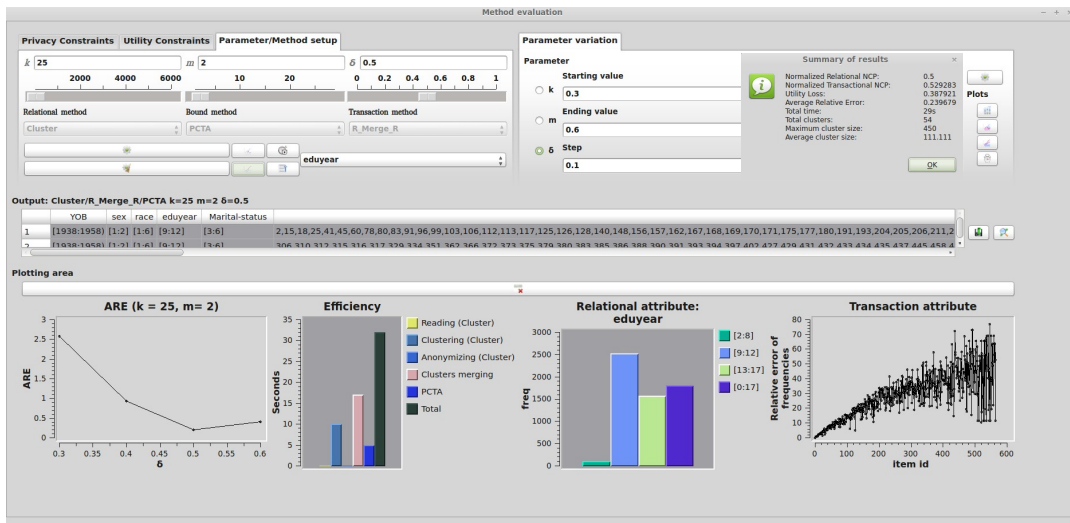 Method evaluation
Privacy Constraints Utility Constraints Parameter/Method setup
k 25 m 2 δ 0.5
2000 4000 6000 10 20 0 0.2 0.4 0.6 0.8 1
Relational method Bound method Transaction method
Cluster PCTA R_Merge_R
eduyear
Parameter variation
Parameter
Starting value
k 0.3
Ending value
m 0.6
δ Step
0.1
Summary of results
Normalized Relational NCP: 0.5
Normalized Transactional NCP: 0.529283
Utility Loss: 0.387921
Average Relative Error: 0.239679
Total time: 29s
Total clusters: 54
Maximum cluster size: 450
Average cluster size: 111.111
OK
Plots
Output: Cluster/R_Merge_R/PCTA k=25 m=2 δ=0.5
YOB sex race eduyear Marital-status
1 [1938:1958) [1:2] [1:6] [9:12] [3:6] 2,15,18,25,41,45,60,78,80,83,91,96,99,103,106,112,113,117,125,126,128,140,148,156,157,162,167,168,169,170,171,175,177,180,191,193,204,205,206,211,2
2 [1938:1958) [1:2] [1:6] [9:12] [3:6]
Plotting area
ARE (k = 25, m= 2)
ARE
3
2.5
2
1.5
1
0.5
0
0.3 0.35 0.4 0.45 0.5 0.55 0.6
δ
Efficiency
Seconds
35
30
25
20
15
10
5
0
Reading (Cluster)
Clustering (Cluster)
Anonymizing (Cluster)
Clusters merging
PCTA
Total
Relational attribute:
eduyear
freq
3000
2500
2000
1500
1000
500
0
[2:8]
[9:12]
[13:17]
[0:17]
Transaction attribute
Relative error of
frequencies
80
70
60
50
40
30
20
10
0
0 100 200 300 400 500 600
item id